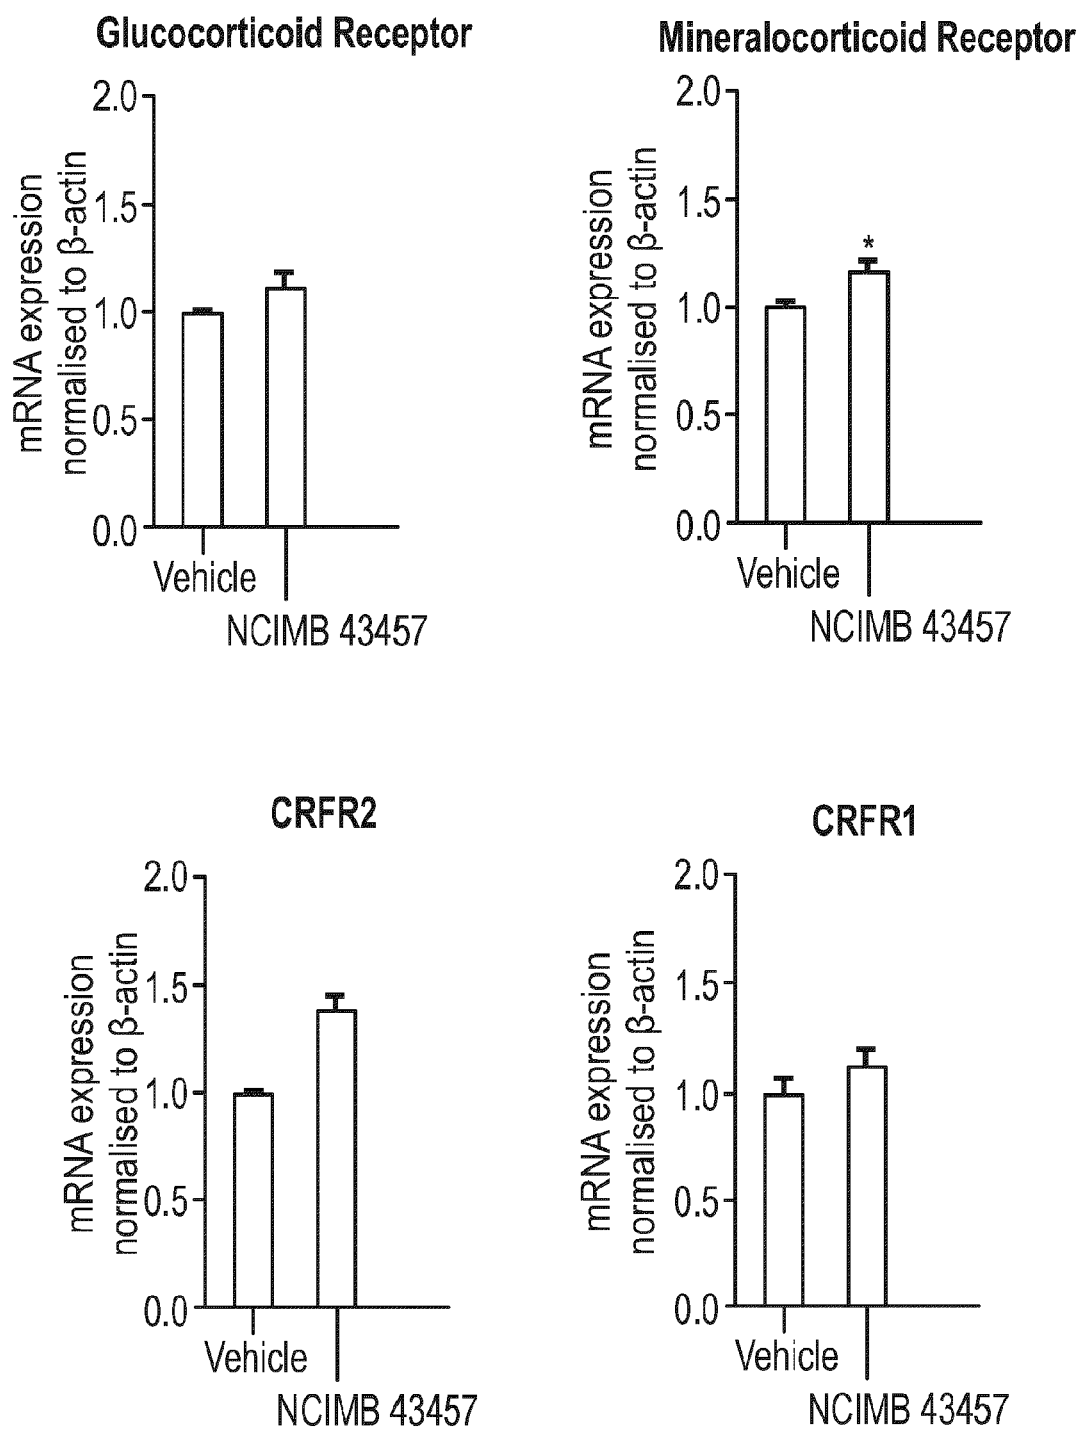 Glucocorticoid Receptor
mRNA expression
normalised to β-actin
2.0
1.5
1.0
0.5
0.0
Vehicle
NCIMB 43457
Mineralocorticoid Receptor
mRNA expression
normalised to β-actin
2.0
1.5
1.0
0.5
0.0
*
Vehicle
NCIMB 43457
CRFR2
mRNA expression
normalised to β-actin
2.0
1.5
1.0
0.5
0.0
Vehicle
NCIMB 43457
CRFR1
mRNA expression
normalised to β-actin
2.0
1.5
1.0
0.5
0.0
Vehicle
NCIMB 43457